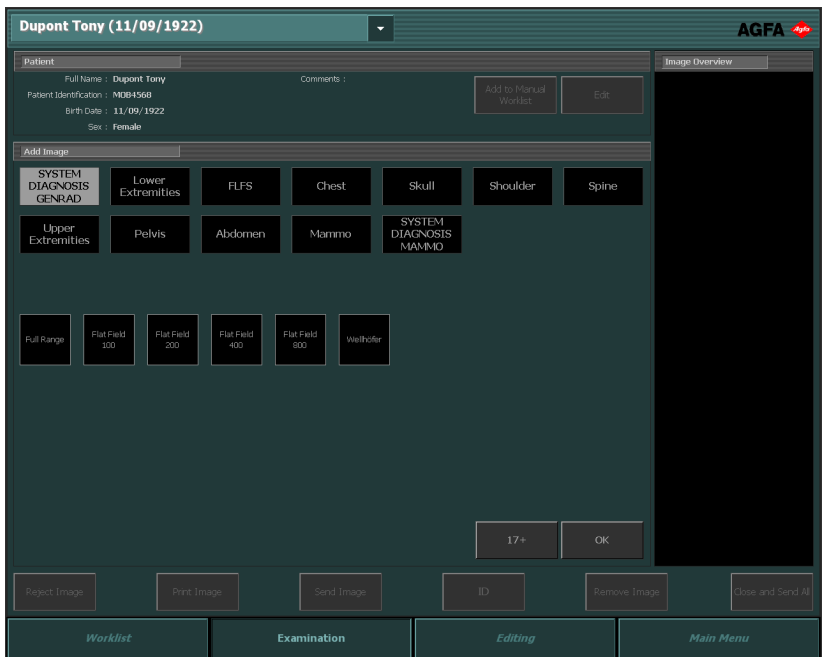 Dupont Tony (11/09/1922)
AGFA Agfa
Patient
Full Name : Dupont Tony
Comments :
Patient Identification : MOB4568
Birth Date : 11/09/1922
Sex : Female
Add to Manual
Worklist
Edit
Image Overview
Add Image
SYSTEM
DIAGNOSIS
GENRAD
Lower
Extremities
FLFS
Chest
Skull
Shoulder
Spine
Upper
Extremities
Pelvis
Abdomen
Mammo
SYSTEM
DIAGNOSIS
MAMMO
Full Range
Flat Field
100
Flat Field
200
Flat Field
400
Flat Field
800
Wellhöfer
17+
OK
Reject Image
Print Image
Send Image
ID
Remove Image
Close and Send All
Worklist
Examination
Editing
Main Menu